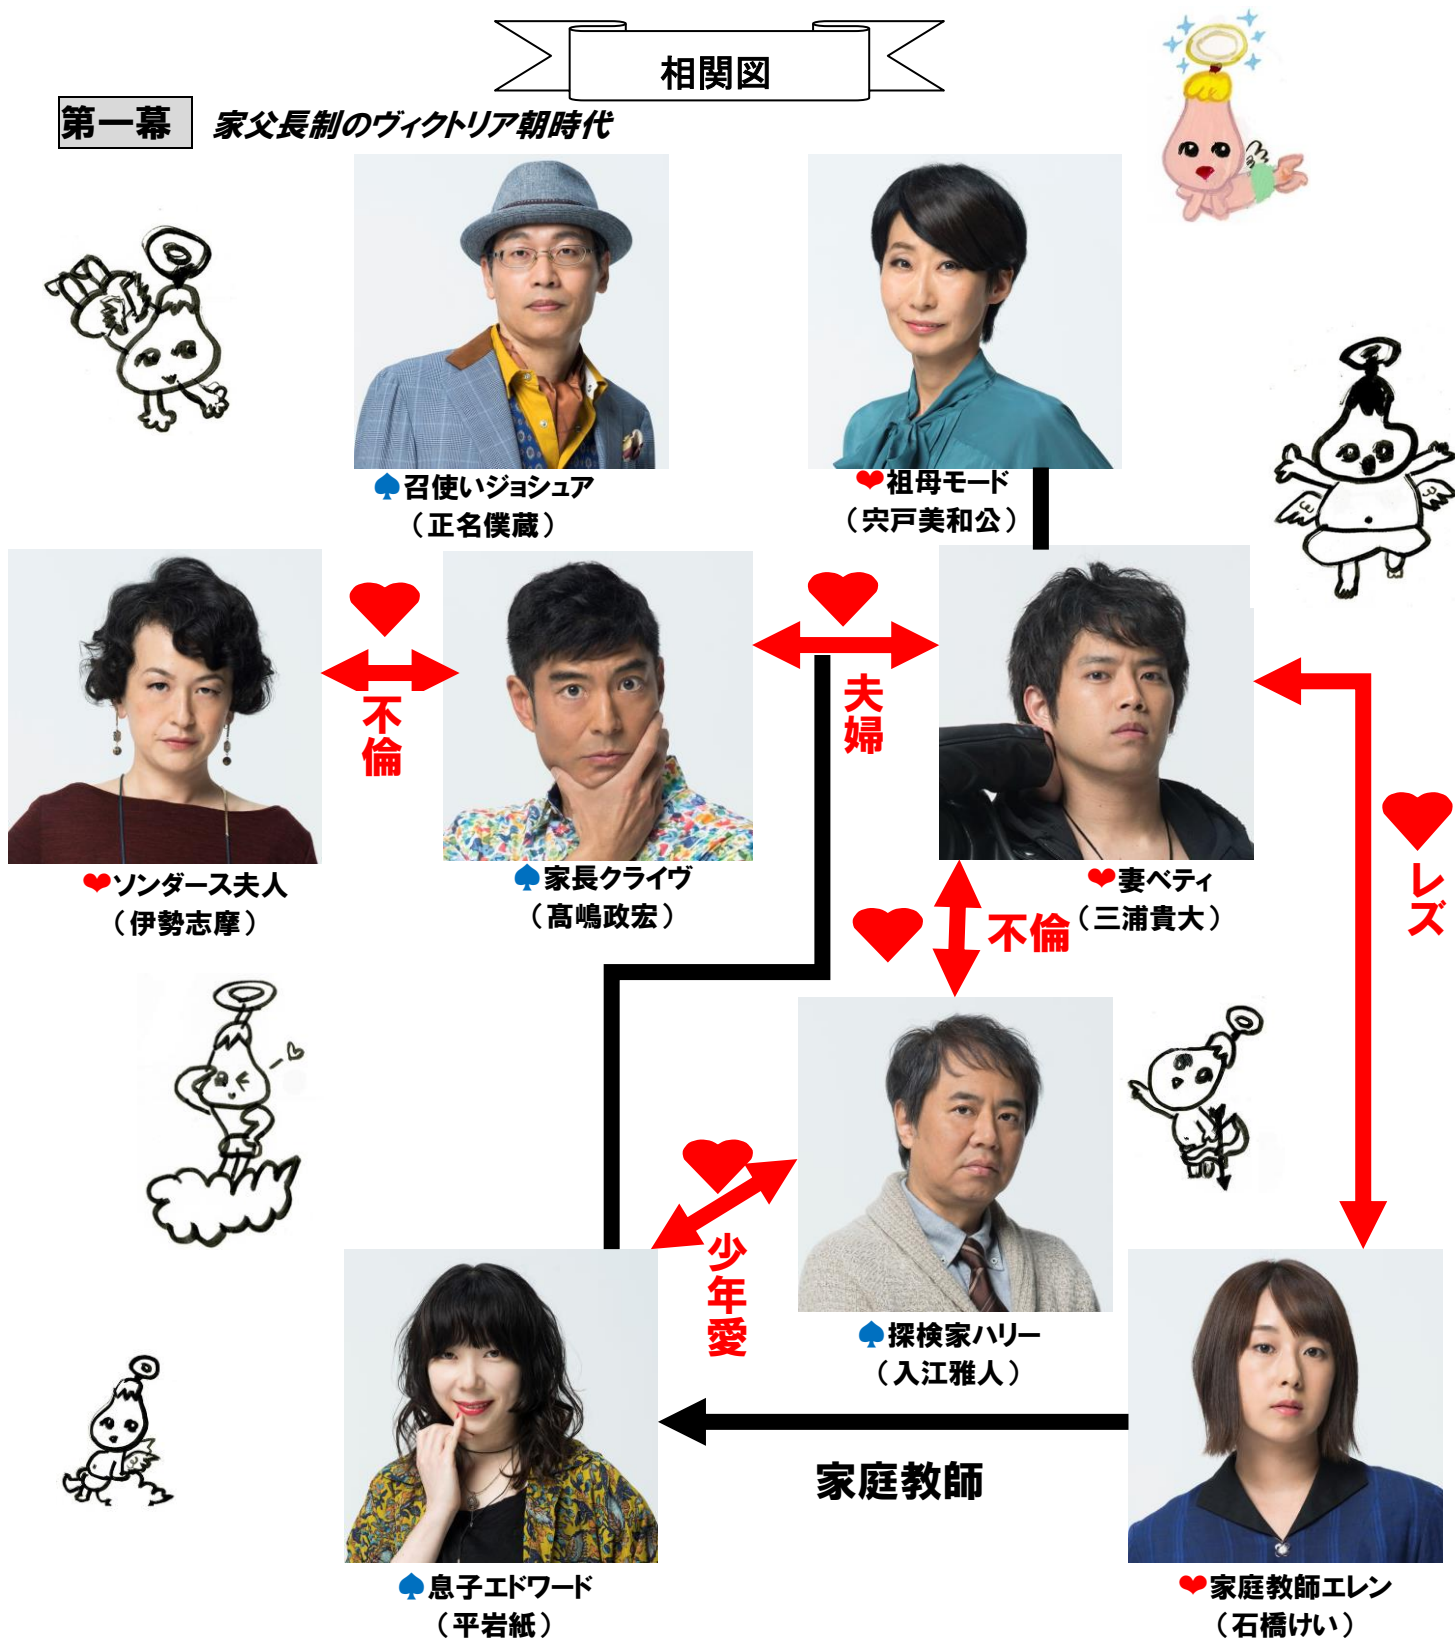 相関図
第一幕 家父長制のヴィクトリア朝時代
♠召使いジョシュア
（正名僕蔵）
❤祖母モード
（宍戸美和公）
不倫
夫婦
❤ソンダース夫人
（伊勢志摩）
♠家長クライヴ
（髙嶋政宏）
❤妻ベティ
（三浦貴大）
不倫
レズ
少年愛
♠探検家ハリー
（入江雅人）
家庭教師
♠息子エドワード
（平岩紙）
❤家庭教師エレン
（石橋けい）